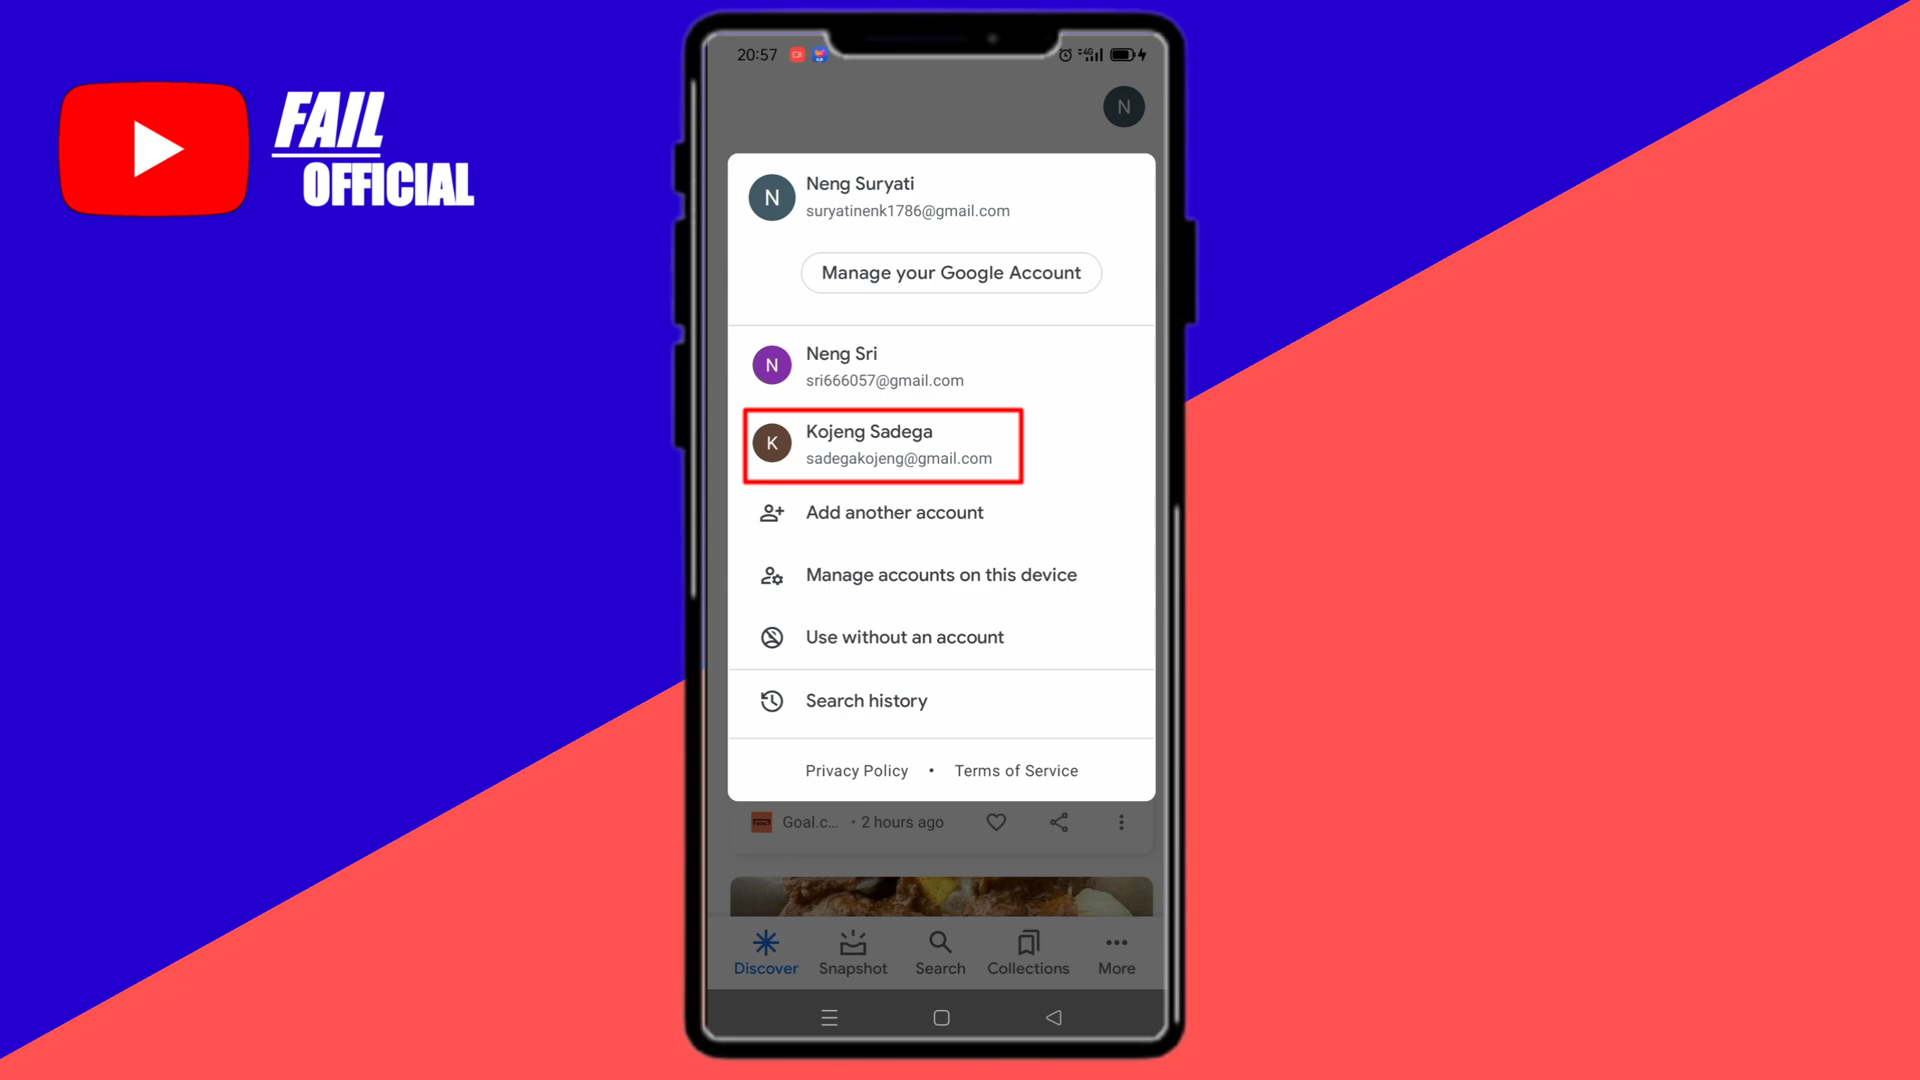 FAIL
OFFICIAL
20:57
4G
N
N
Neng Suryati
suryatinenk1786@gmail.com
Manage your Google Account
N
Neng Sri
sri666057@gmail.com
K
Kojeng Sadega
sadegakojeng@gmail.com
Add another account
Manage accounts on this device
Use without an account
Search history
Privacy Policy • Terms of Service
Goal.c... • 2 hours ago
Discover Snapshot Search Collections More